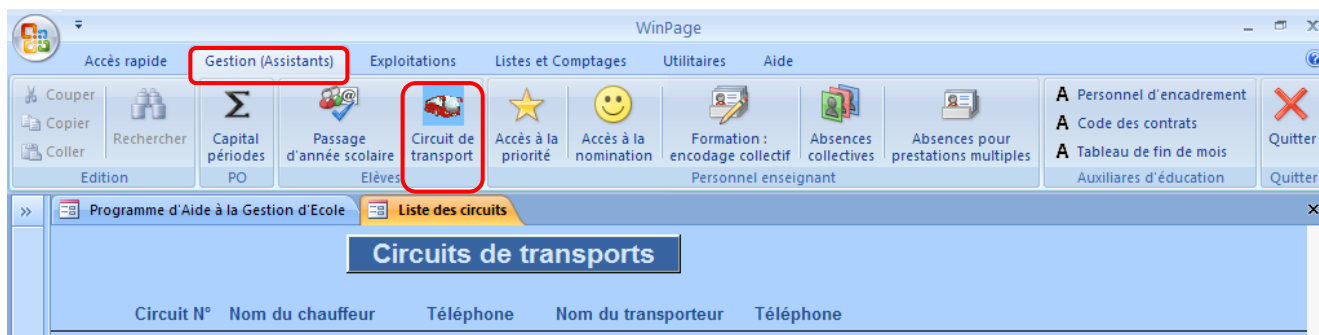 WinPage
Accès rapide Gestion (Assistants) Exploitations Listes et Comptages Utilitaires Aide
Couper
Copier
Coller
Rechercher
Edition
Capital
périodes
PO
Passage
d'année scolaire
Circuit de
transport
Elèves
Accès à la
priorité
Accès à la
nomination
Formation :
encodage collectif
Absences
collectives
Absences pour
prestations multiples
Personnel enseignant
A Personnel d'encadrement
A Code des contrats
A Tableau de fin de mois
Auxiliares d'éducation
Quitter
Quitter
Programme d'Aide à la Gestion d'Ecole Liste des circuits
Circuits de transports
Circuit N° Nom du chauffeur Téléphone Nom du transporteur Téléphone